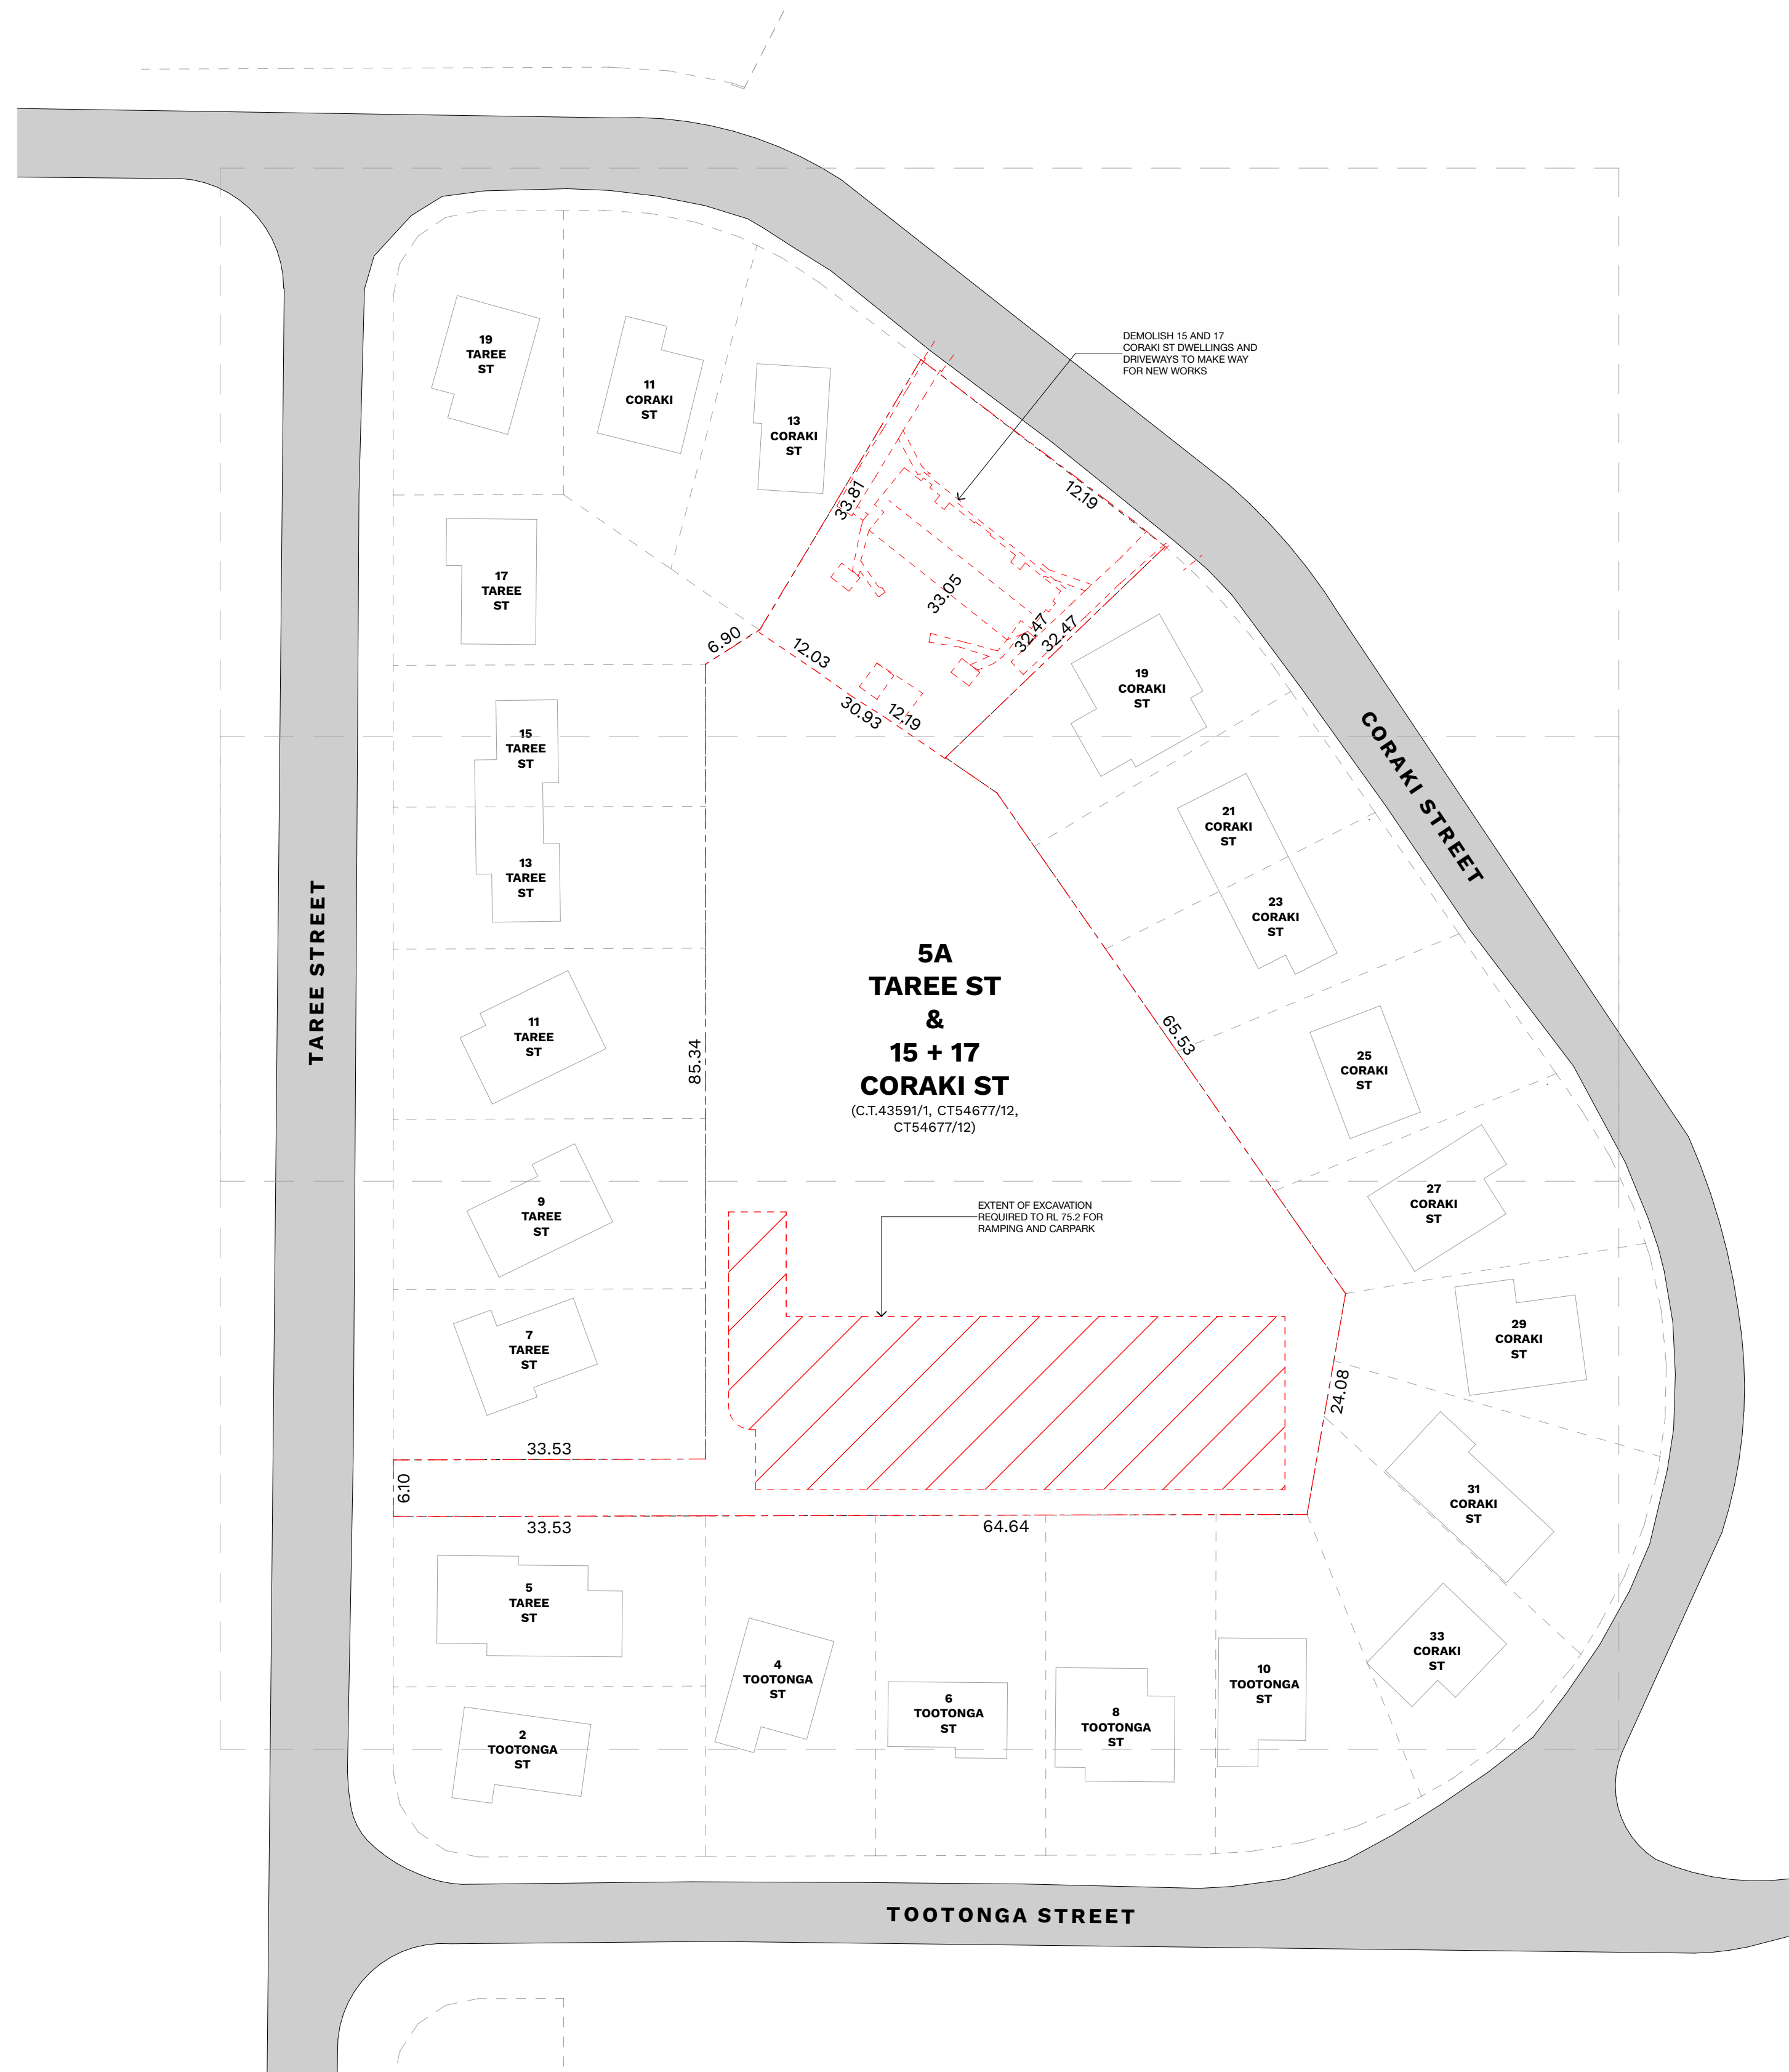 DEMOLISH 15 AND 17
CORAKI ST DWELLINGS AND
DRIVEWAYS TO MAKE WAY
FOR NEW WORKS
19
TAREE
ST
11
CORAKI
ST
13
CORAKI
ST
33.81
12.19
17
TAREE
ST
33.05
32.47
32.47
6.90
12.03
30.93
12.19
19
CORAKI
ST
15
TAREE
ST
13
TAREE
ST
21
CORAKI
ST
23
CORAKI
ST
CORAKI STREET
TAREE STREET
5A
TAREE ST
&
15 + 17
CORAKI ST
(C.T.43591/1, CT54677/12,
CT54677/12)
85.34
65.53
11
TAREE
ST
25
CORAKI
ST
9
TAREE
ST
27
CORAKI
ST
EXTENT OF EXCAVATION
REQUIRED TO RL 75.2 FOR
RAMPING AND CARPARK
7
TAREE
ST
29
CORAKI
ST
24.08
33.53
6.10
33.53
64.64
31
CORAKI
ST
5
TAREE
ST
33
CORAKI
ST
4
TOOTONGA
ST
6
TOOTONGA
ST
8
TOOTONGA
ST
10
TOOTONGA
ST
2
TOOTONGA
ST
TOOTONGA STREET